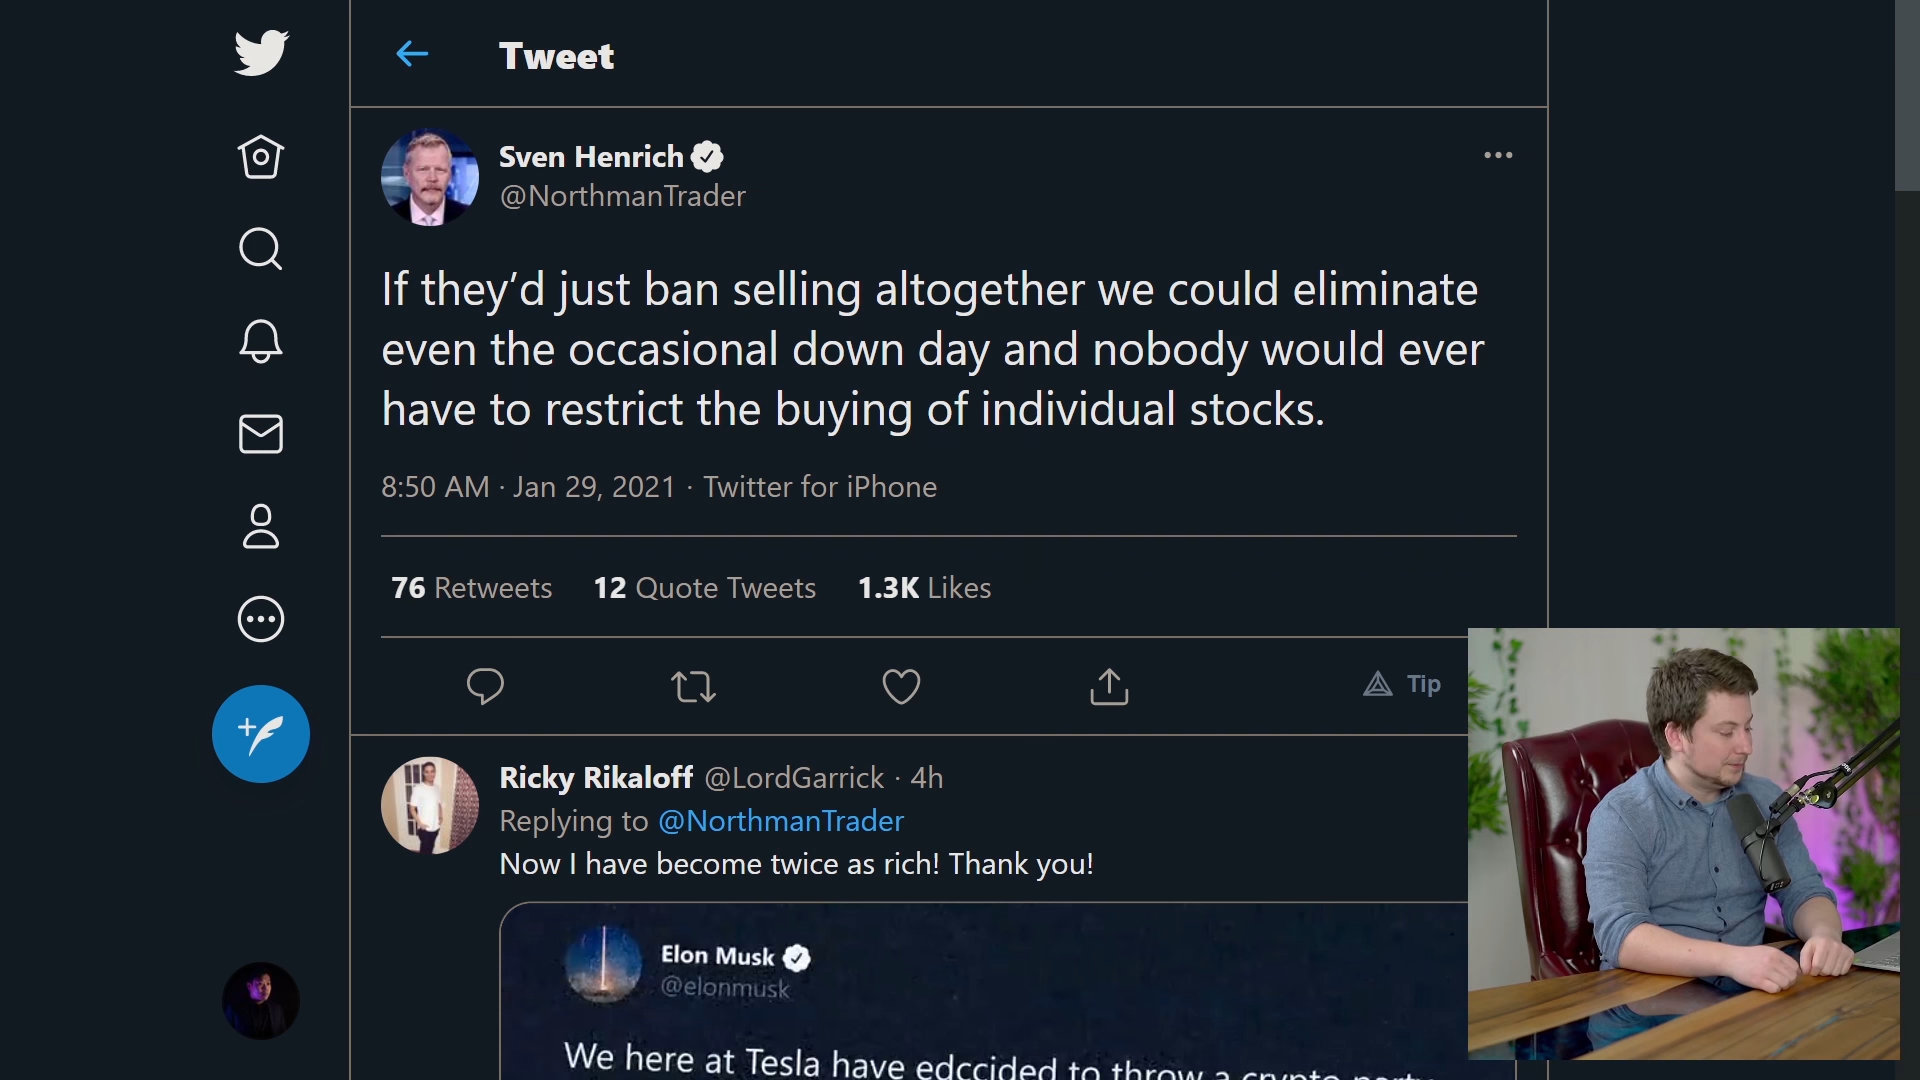 Tweet
Sven Henrich
@NorthmanTrader
If they’d just ban selling altogether we could eliminate
even the occasional down day and nobody would ever
have to restrict the buying of individual stocks.
8:50 AM · Jan 29, 2021 · Twitter for iPhone
76 Retweets 12 Quote Tweets 1.3K Likes
Tip
Ricky Rikaloff @LordGarrick · 4h
Replying to @NorthmanTrader
Now I have become twice as rich! Thank you!
Elon Musk
@elonmusk
We here at Tesla have edccided to throw a crypto party